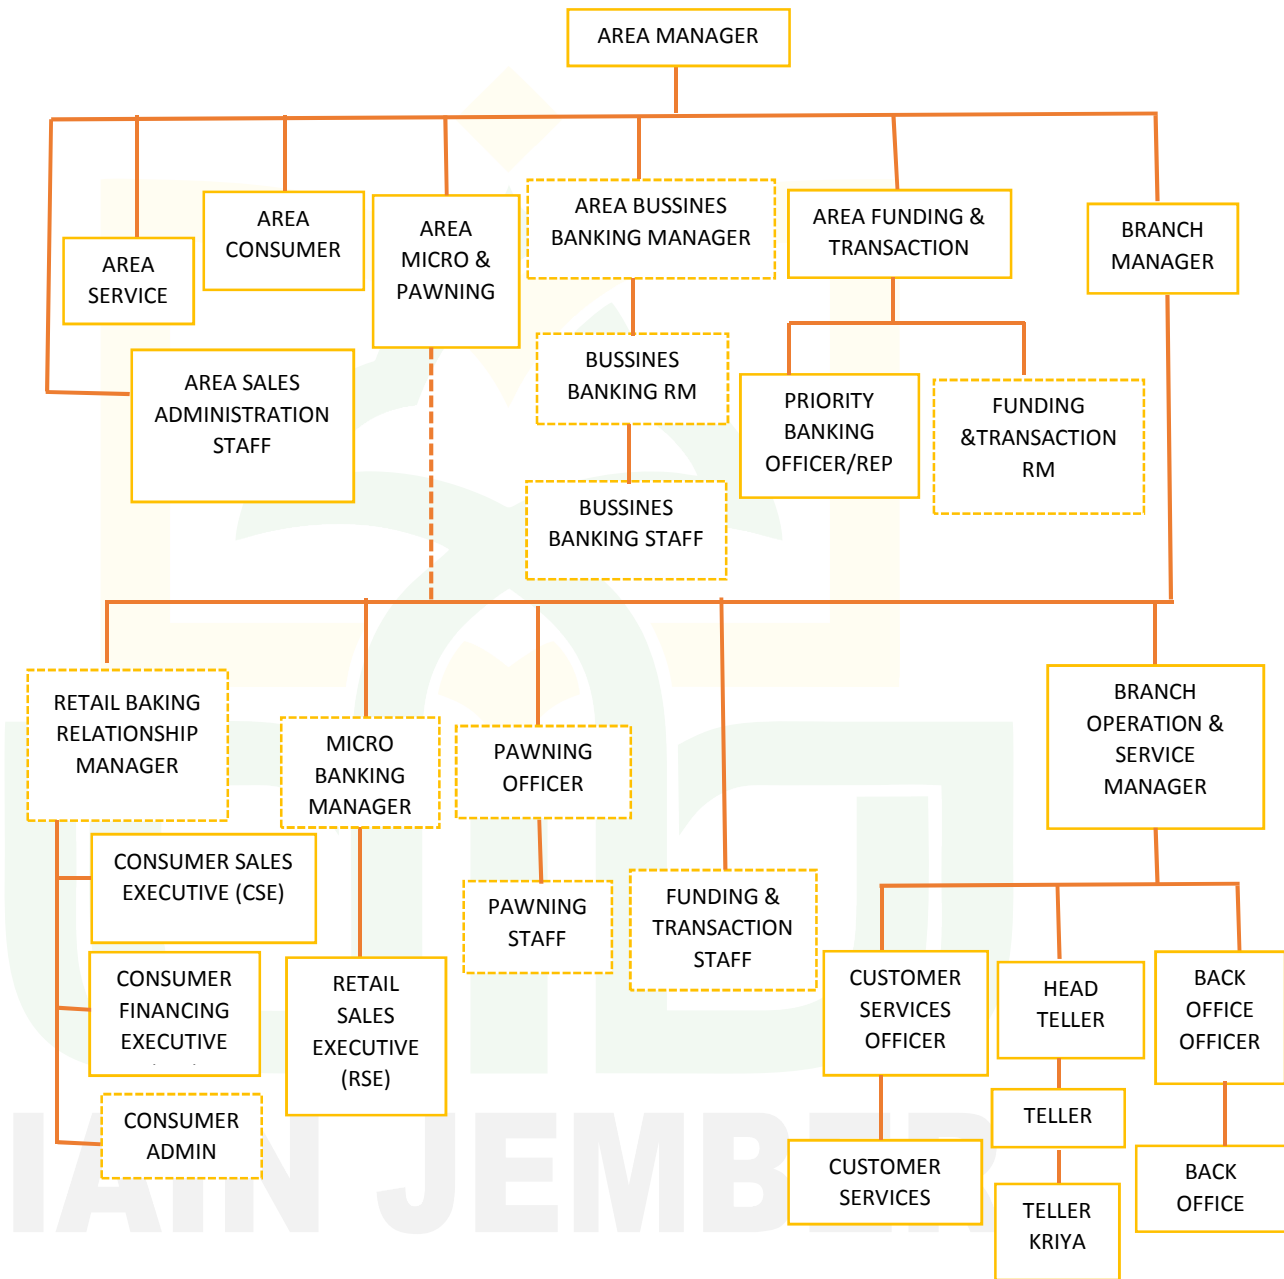 AREA MANAGER
AREA
SERVICE
AREA
CONSUMER
AREA
MICRO &
PAWNING
AREA BUSSINES
BANKING MANAGER
AREA FUNDING &
TRANSACTION
BRANCH
MANAGER
AREA SALES
ADMINISTRATION
STAFF
BUSSINES
BANKING RM
PRIORITY
BANKING
OFFICER/REP
FUNDING
&TRANSACTION
RM
BUSSINES
BANKING STAFF
RETAIL BAKING
RELATIONSHIP
MANAGER
MICRO
BANKING
MANAGER
PAWNING
OFFICER
BRANCH
OPERATION &
SERVICE
MANAGER
CONSUMER SALES
EXECUTIVE (CSE)
PAWNING
STAFF
FUNDING &
TRANSACTION
STAFF
CONSUMER
FINANCING
EXECUTIVE
RETAIL
SALES
EXECUTIVE
(RSE)
CUSTOMER
SERVICES
OFFICER
HEAD
TELLER
BACK
OFFICE
OFFICER
CONSUMER
ADMIN
TELLER
CUSTOMER
SERVICES
TELLER
KRIYA
BACK
OFFICE
IAIN JEMBER